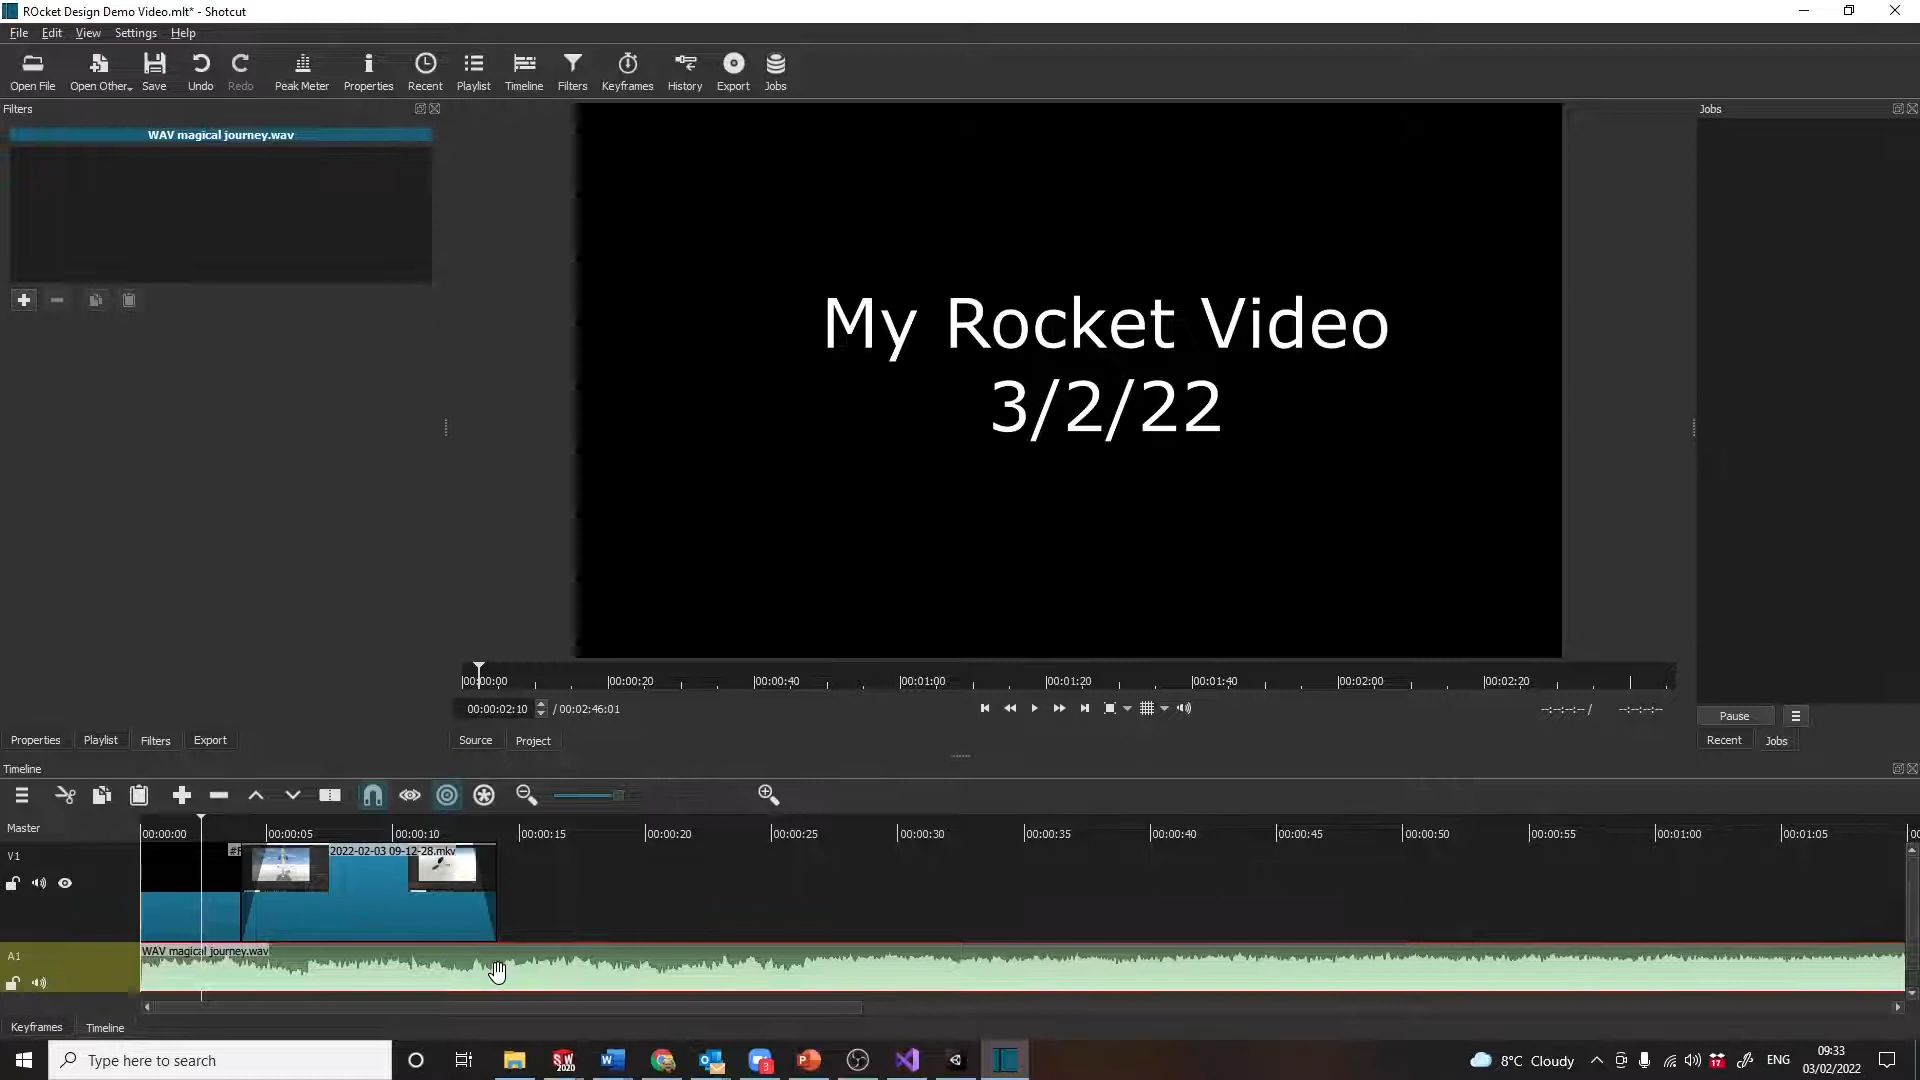 ROcket Design Demo Video.mlt* - Shotcut
File Edit View Settings Help
Open File Open Other Save Undo Redo Peak Meter Properties Recent Playlist Timeline Filters Keyframes History Export Jobs
Filters
Jobs
WAV magical journey.wav
My Rocket Video
3/2/22
00:00:00 00:00:20 00:00:40 00:01:00 00:01:20 00:01:40 00:02:00 00:02:20
00:00:02:10 / 00:02:46:01
--:--:--:-- / --:--:--:--
Pause
Properties Playlist Filters Export
Source Project
Recent Jobs
Timeline
Master
00:00:00 00:00:05 00:00:10 00:00:15 00:00:20 00:00:25 00:00:30 00:00:35 00:00:40 00:00:45 00:00:50 00:00:55 00:01:00 00:01:05 00
V1
2022-02-03 09-12-28.mkv
A1
WAV magical journey.wav
Keyframes Timeline
Type here to search
SW 2020
W
3
P
8°C Cloudy
17
ENG
09:33
03/02/2022